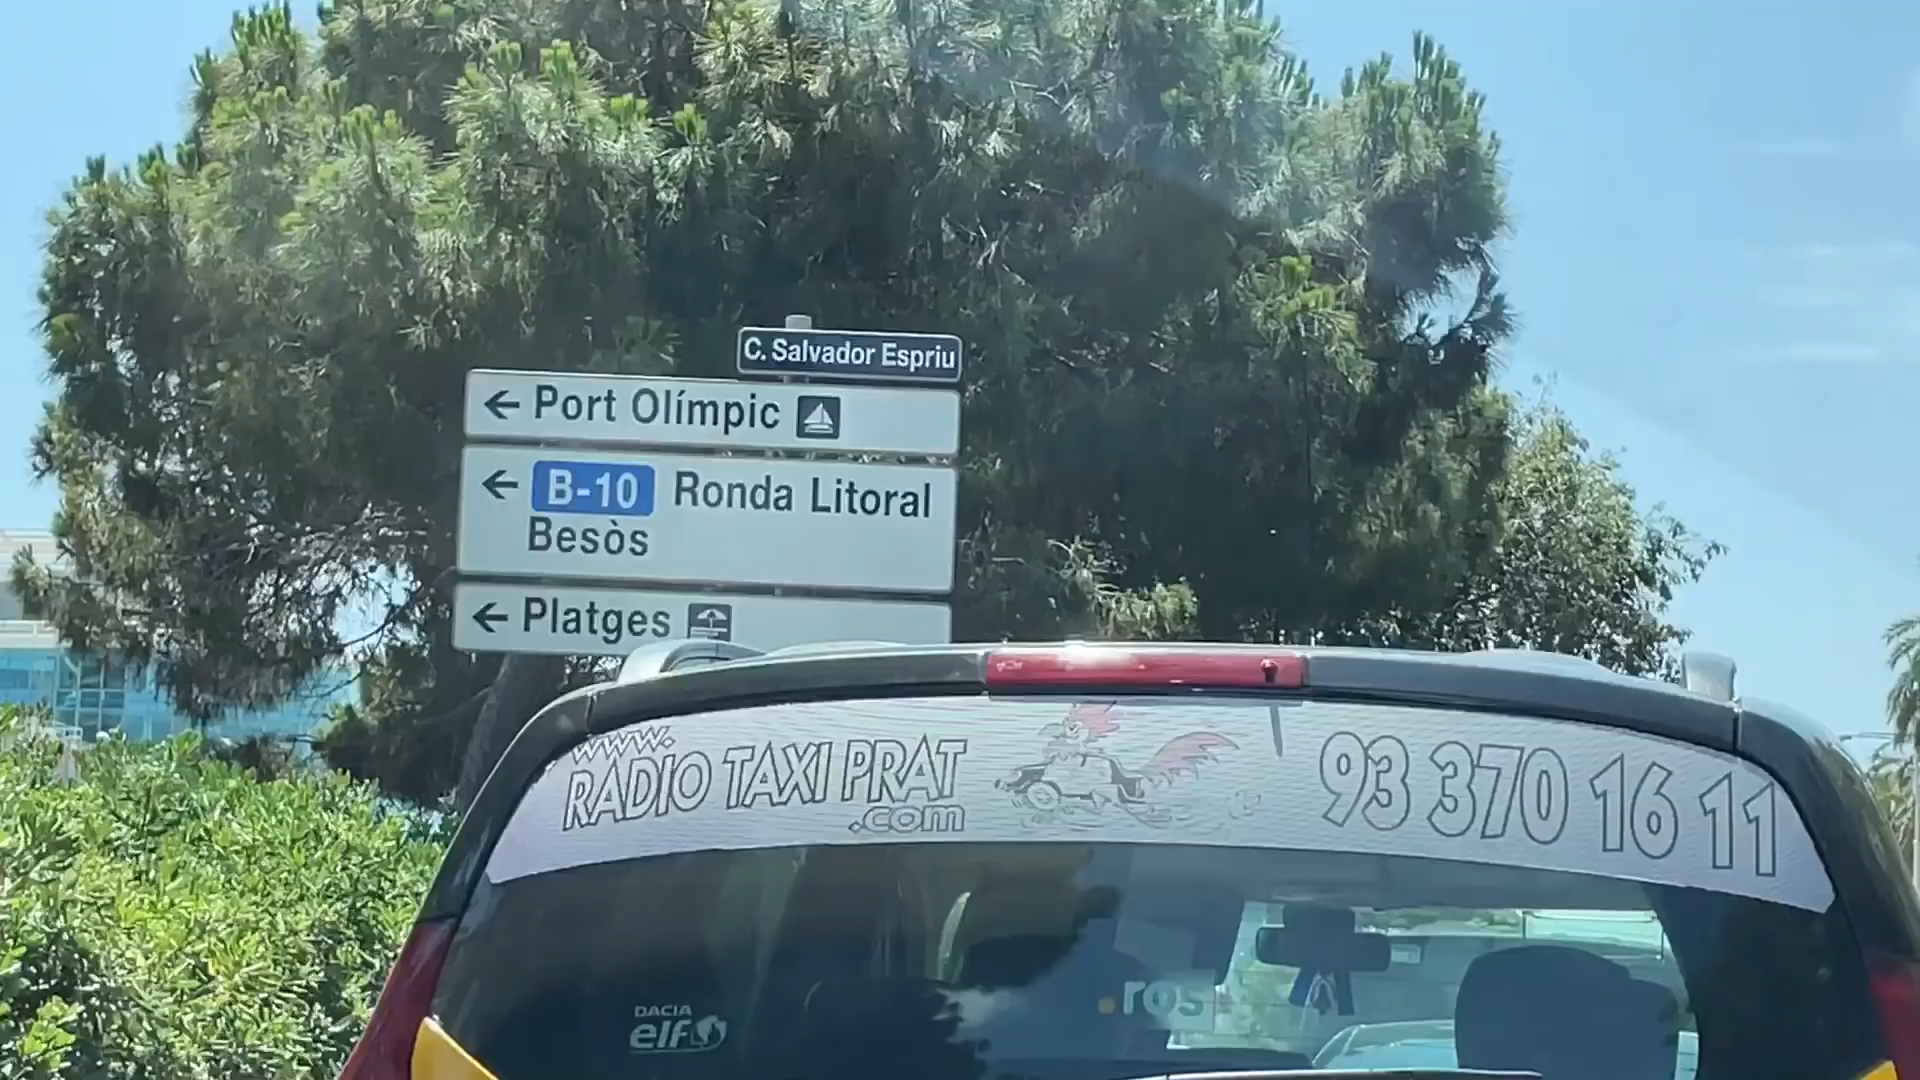 C. Salvador Espriu
Port Olímpic
B-10 Ronda Litoral
Besòs
Platges
www.
RADIO TAXI PRAT
.com
93 370 16 11
DACIA
elf
.ros